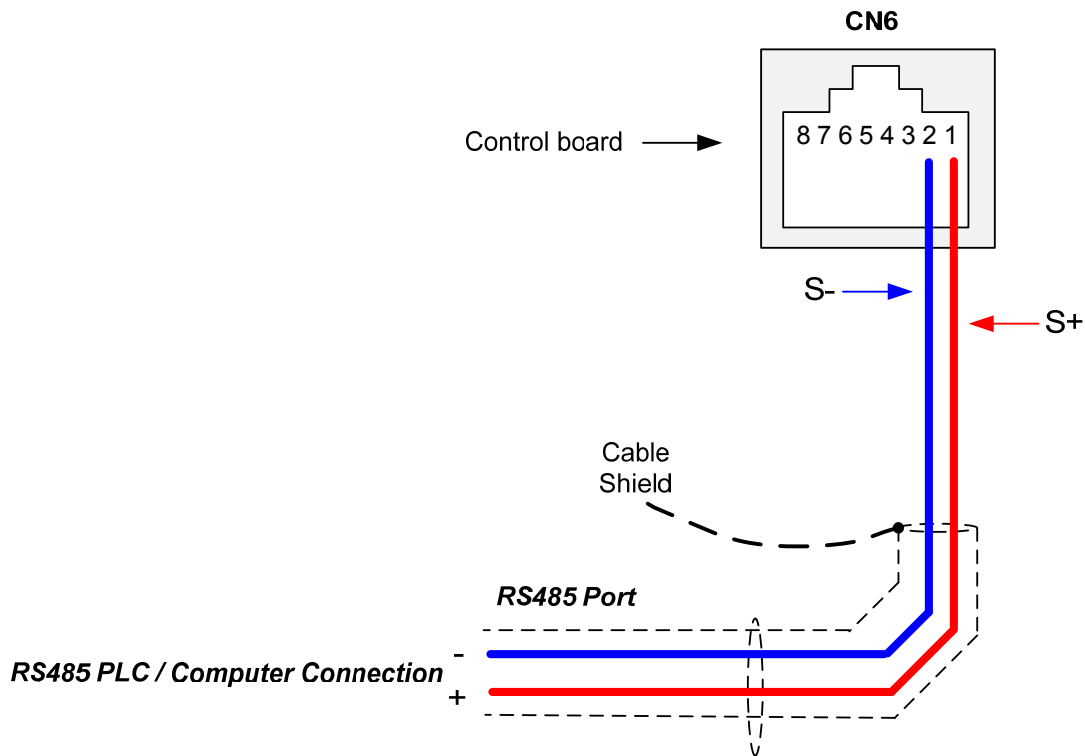 CN6
Control board
8 7 6 5 4 3 2 1
S-
S+
Cable
Shield
RS485 Port
-
RS485 PLC / Computer Connection
+